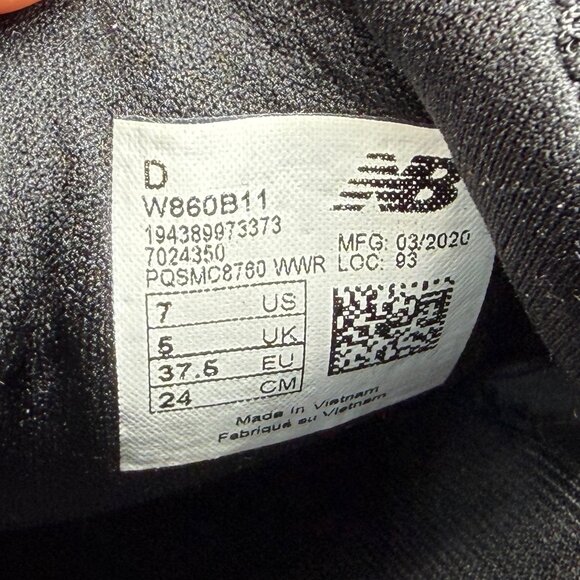 D
W860B11
194389973373
7024350
PQSMC8760 WWR
NB
MFG: 03/2020
LOC: 93
7 US
5 UK
37.5 EU
24 CM
Made in Vietnam
Fabriqué au Vietnam